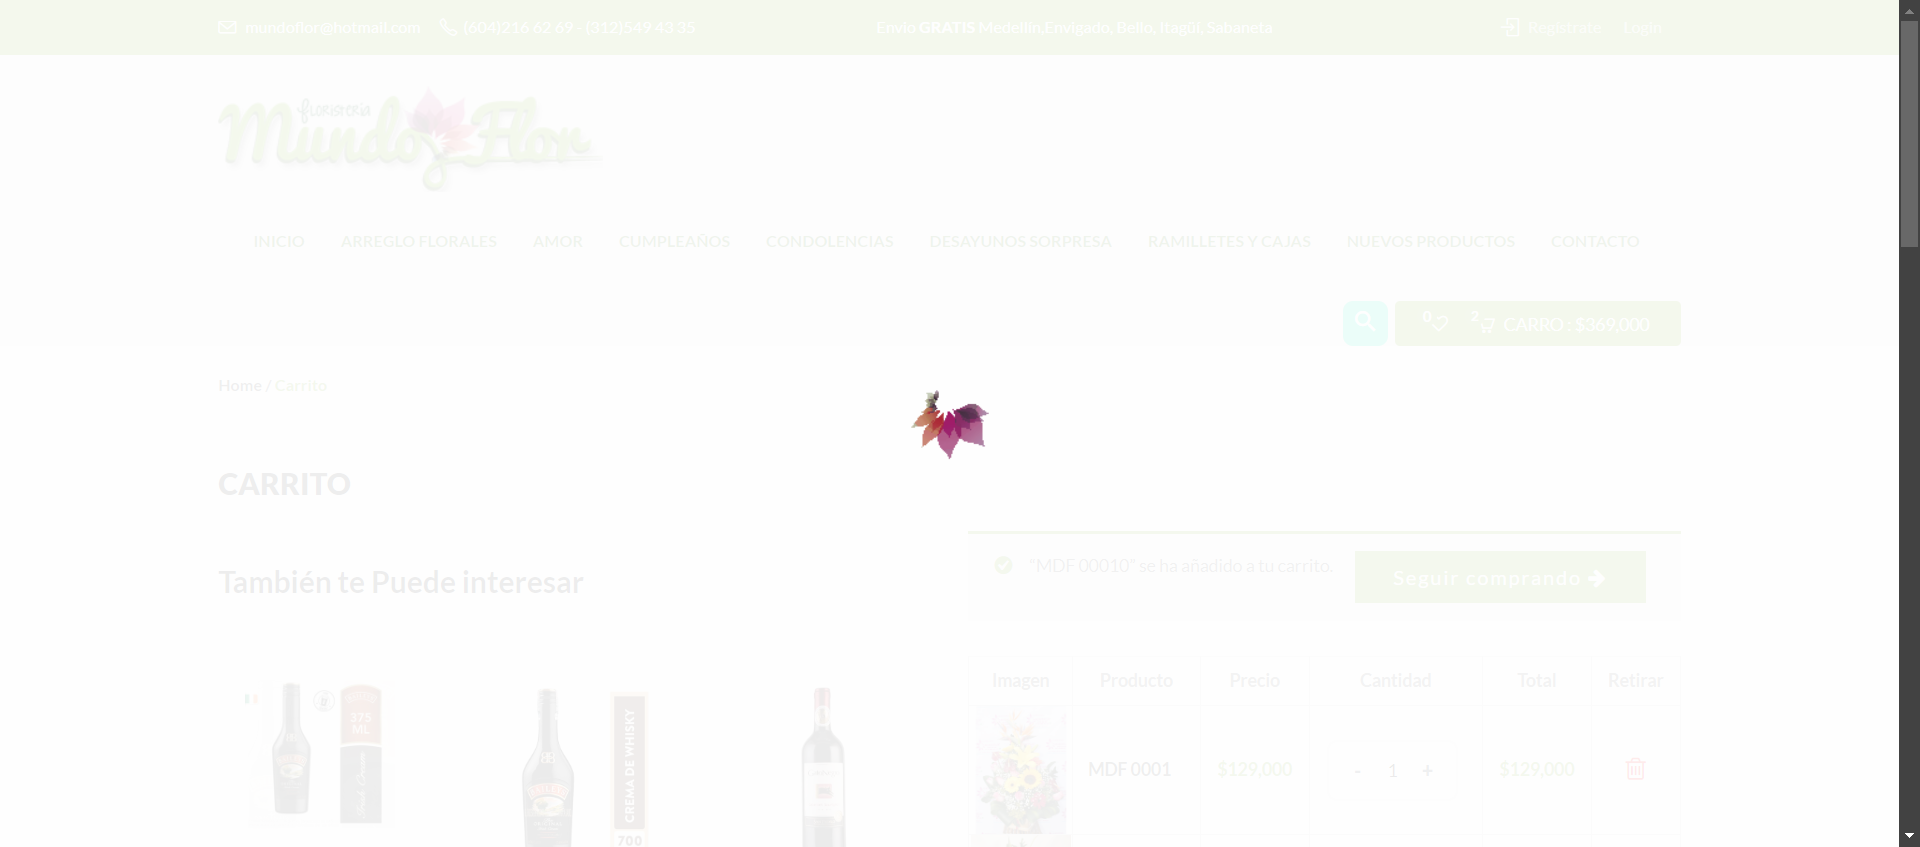 mundoflor@hotmail.com (604)216 62 69 - (312)549 43 35 Envio GRATIS Medellin,Envigado, Bello, Itagüí, Sabaneta Registrate Login
floristería
Mundo Flor
INICIO ARREGLO FLORALES AMOR CUMPLEAÑOS CONDOLENCIAS DESAYUNOS SORPRESA RAMILLETES Y CAJAS NUEVOS PRODUCTOS CONTACTO
0 2 CARRO : $369,000
Home / Carrito
CARRITO
"MDF 00010" se ha añadido a tu carrito. Seguir comprando
También te Puede interesar
Imagen Producto Precio Cantidad Total Retirar
375
ML
BAILEYS
CREMA DE WHISKY
700
MDF 0001 $129,000 - 1 + $129,000